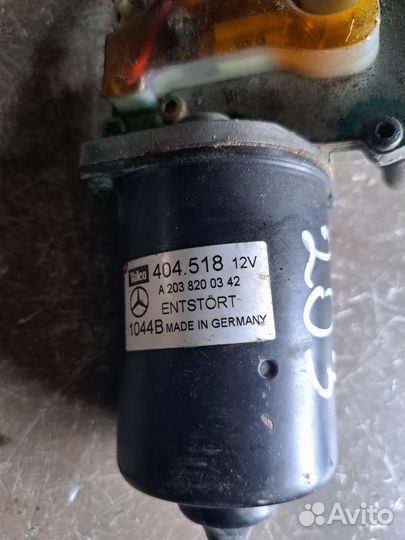 Valeo 404.518 12V
A 203 820 03 42
ENTSTÖRT
1044B MADE IN GERMANY
203
Avito